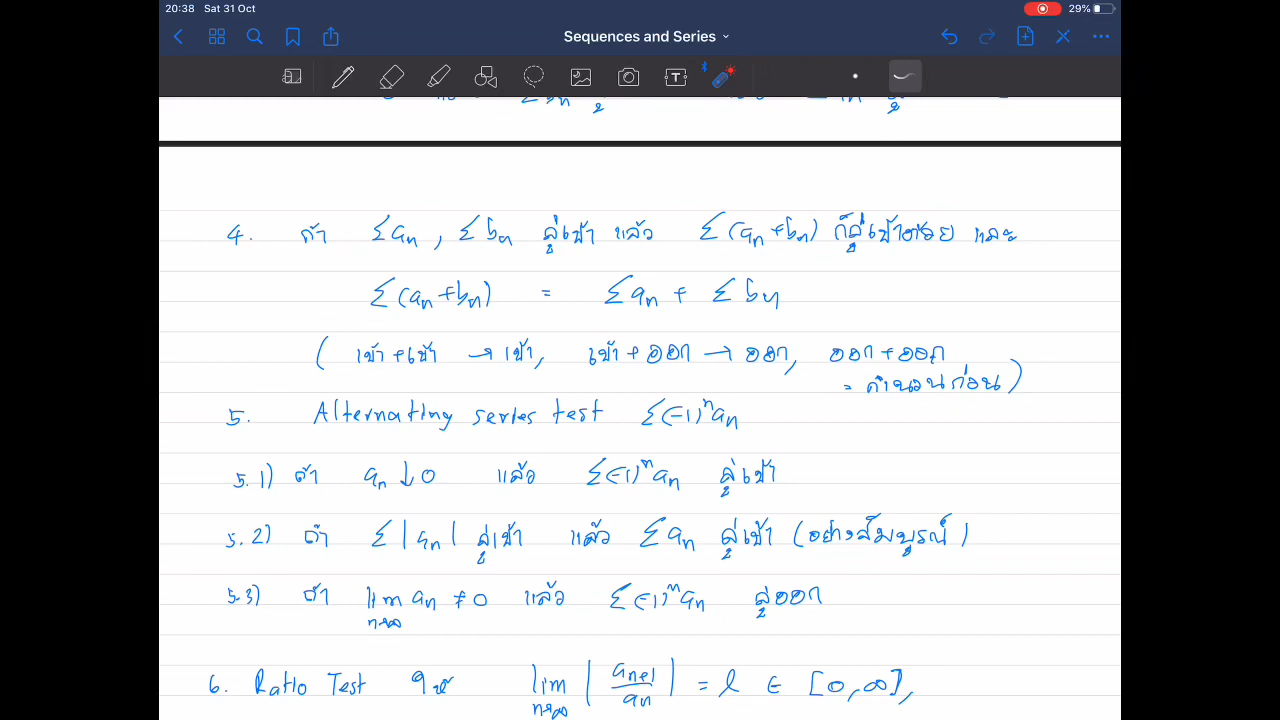 20:38 Sat 31 Oct 29%
Sequences and Series
T
4. ถ้า Σaₙ , Σbₙ ลู่เข้า แล้ว Σ(aₙ+bₙ) ก็ลู่เข้าด้วย และ
Σ(aₙ+bₙ) = Σaₙ + Σbₙ
( เข้า+เข้า → เข้า, เข้า+ออก → ออก, ออก+ออก
= คำนวนก่อน )
5. Alternating series test Σ(-1)ⁿaₙ
5.1) ถ้า aₙ↓0 แล้ว Σ(-1)ⁿaₙ ลู่เข้า
5.2) ถ้า Σ|aₙ| ลู่เข้า แล้ว Σaₙ ลู่เข้า (อย่างสัมบูรณ์)
5.3) ถ้า lim n→∞ aₙ ≠ 0 แล้ว Σ(-1)ⁿaₙ ลู่ออก
6. Ratio Test ให้ lim n→∞ |aₙ₊₁/aₙ| = l ∈ [0,∞],